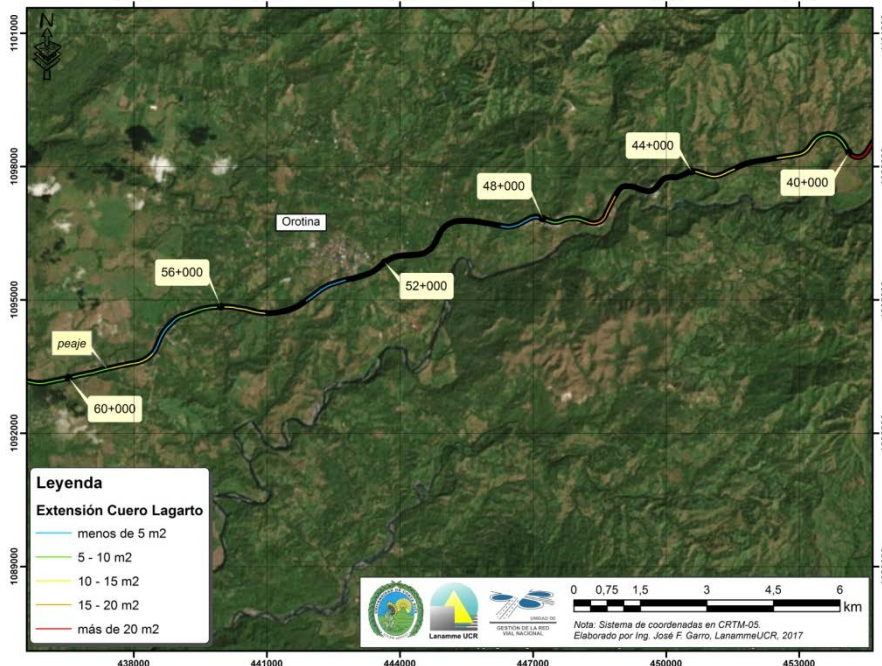 N
1101000
1098000
1095000
1092000
1089000
44+000
48+000
40+000
Orotina
56+000
52+000
peaje
60+000
Leyenda
Extensión Cuero Lagarto
menos de 5 m2
5 - 10 m2
10 - 15 m2
15 - 20 m2
más de 20 m2
Lanamme UCR
UNIDAD DE
GESTIÓN DE LA RED
VIAL NACIONAL
0 0,75 1,5 3 4,5 6
km
Nota: Sistema de coordenadas en CRTM-05.
Elaborado por Ing. José F. Garro, LanammeUCR, 2017
438000 441000 444000 447000 450000 453000